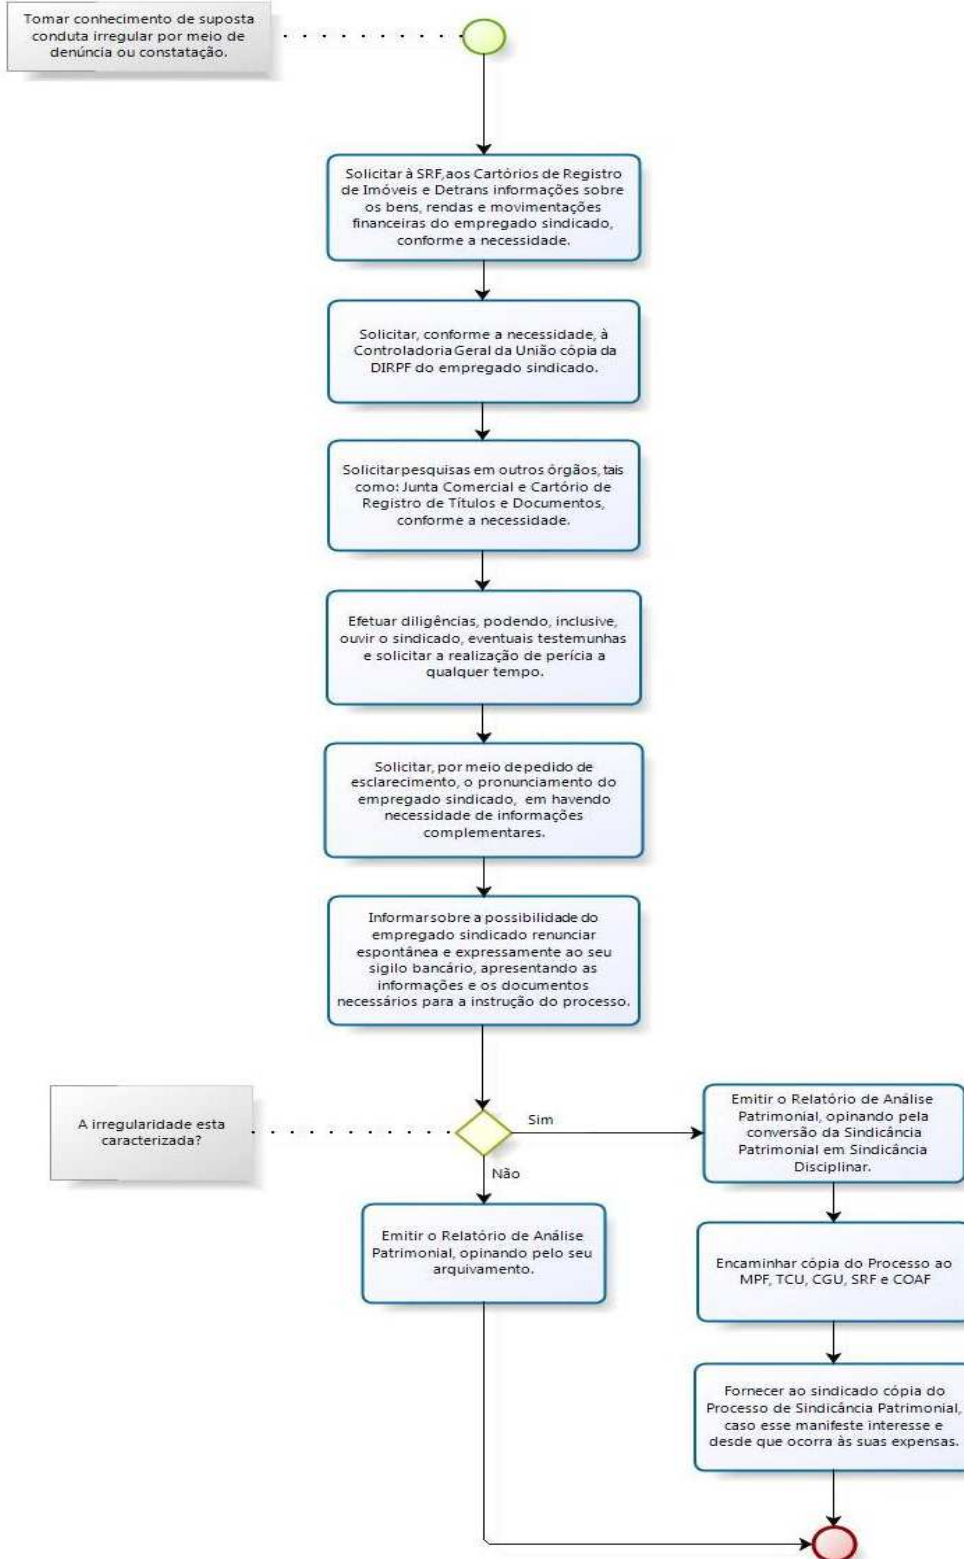 Tomar conhecimento de suposta
conduta irregular por meio de
denúncia ou constatação.
Solicitar à SRF,aos Cartórios de Registro
de Imóveis e Detrans informações sobre
os bens, rendas e movimentações
financeiras do empregado sindicado,
conforme a necessidade.
Solicitar, conforme a necessidade, à
Controladoria Geral da União cópia da
DIRPF do empregado sindicado.
Solicitar pesquisas em outros órgãos, tais
como: Junta Comercial e Cartório de
Registro de Títulos e Documentos,
conforme a necessidade.
Efetuar diligências, podendo, inclusive,
ouvir o sindicado, eventuais testemunhas
e solicitar a realização de perícia a
qualquer tempo.
Solicitar, por meio de pedido de
esclarecimento, o pronunciamento do
empregado sindicado, em havendo
necessidade de informações
complementares.
Informar sobre a possibilidade do
empregado sindicado renunciar
espontânea e expressamente ao seu
sigilo bancário, apresentando as
informações e os documentos
necessários para a instrução do processo.
A irregularidade esta
caracterizada?
Sim
Não
Emitir o Relatório de Análise
Patrimonial, opinando pela
conversão da Sindicância
Patrimonial em Sindicância
Disciplinar.
Emitir o Relatório de Análise
Patrimonial, opinando pelo seu
arquivamento.
Encaminhar cópia do Processo ao
MPF, TCU, CGU, SRF e COAF
Fornecer ao sindicado cópia do
Processo de Sindicância Patrimonial,
caso esse manifeste interesse e
desde que ocorra às suas expensas.